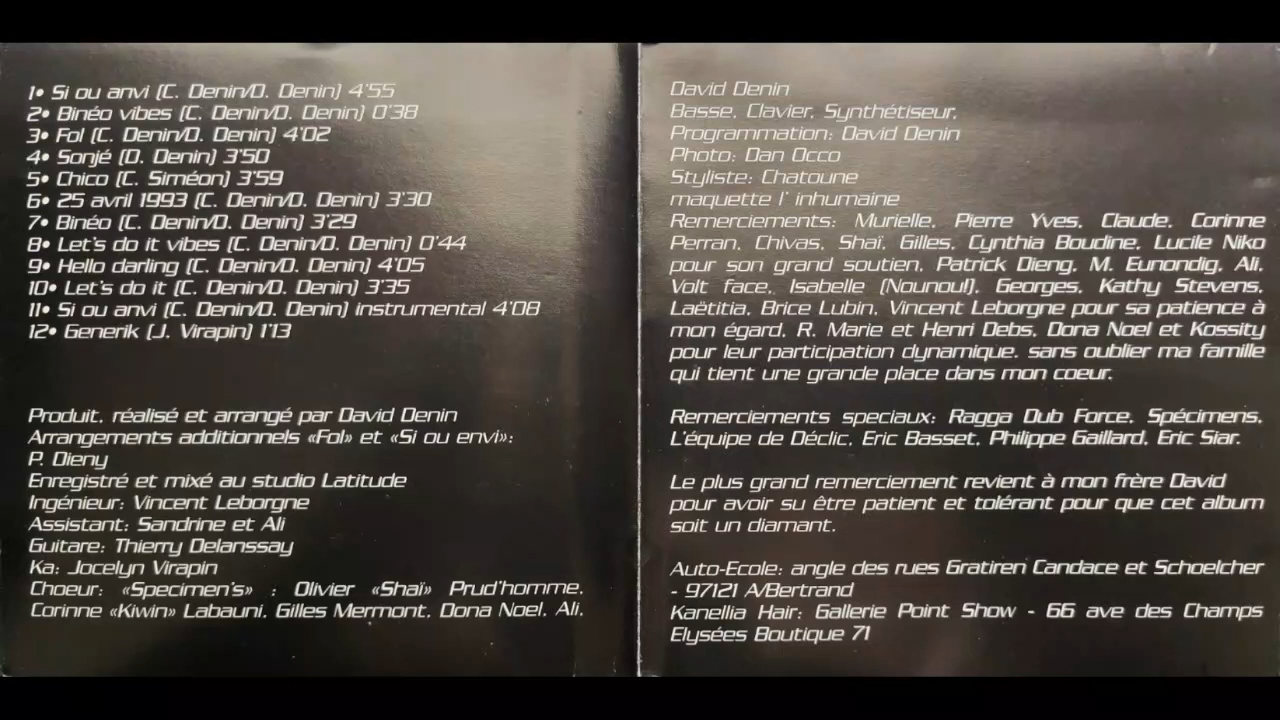 1• Si ou anvi (C. Denin/D. Denin) 4'55
2• Binéo vibes (C. Denin/D. Denin) 0'38
3• Fol (C. Denin/D. Denin) 4'02
4• Sonjé (D. Denin) 3'50
5• Chico (C. Siméon) 3'59
6• 25 avril 1993 (C. Denin/D. Denin) 3'30
7• Binéo (C. Denin/D. Denin) 3'29
8• Let's do it vibes (C. Denin/D. Denin) 0'44
9• Hello darling (C. Denin/D. Denin) 4'05
10• Let's do it (C. Denin/D. Denin) 3'35
11• Si ou anvi (C. Denin/D. Denin) instrumental 4'08
12• Generik (J. Virapin) 1'13
Produit, réalisé et arrangé par David Denin
Arrangements additionnels «Fol» et «Si ou envi»:
P. Dieny
Enregistré et mixé au studio Latitude
Ingénieur: Vincent Leborgne
Assistant: Sandrine et Ali
Guitare: Thierry Delanssay
Ka: Jocelyn Virapin
Choeur: «Specimen's» : Olivier «Shaï» Prud'homme,
Corinne «Kiwin» Labauni, Gilles Mermont, Dona Noel, Ali,
David Denin
Basse, Clavier, Synthétiseur,
Programmation: David Denin
Photo: Dan Occo
Styliste: Chatoune
maquette l' inhumaine
Remerciements: Murielle, Pierre Yves, Claude, Corinne
Perran, Chivas, Shaï, Gilles, Cynthia Boudine, Lucile Niko
pour son grand soutien, Patrick Dieng, M. Eunondig, Ali,
Volt face, Isabelle (Nounou!), Georges, Kathy Stevens,
Laëtitia, Brice Lubin, Vincent Leborgne pour sa patience à
mon égard, R. Marie et Henri Debs, Dona Noel et Kossity
pour leur participation dynamique. sans oublier ma famille
qui tient une grande place dans mon coeur.
Remerciements speciaux: Ragga Dub Force, Spécimens,
L'équipe de Déclic, Eric Basset, Philippe Gaillard, Eric Siar.
Le plus grand remerciement revient à mon frère David
pour avoir su être patient et tolérant pour que cet album
soit un diamant.
Auto-Ecole: angle des rues Gratiren Candace et Schoelcher
- 97121 A/Bertrand
Kanellia Hair: Gallerie Point Show - 66 ave des Champs
Elysées Boutique 71